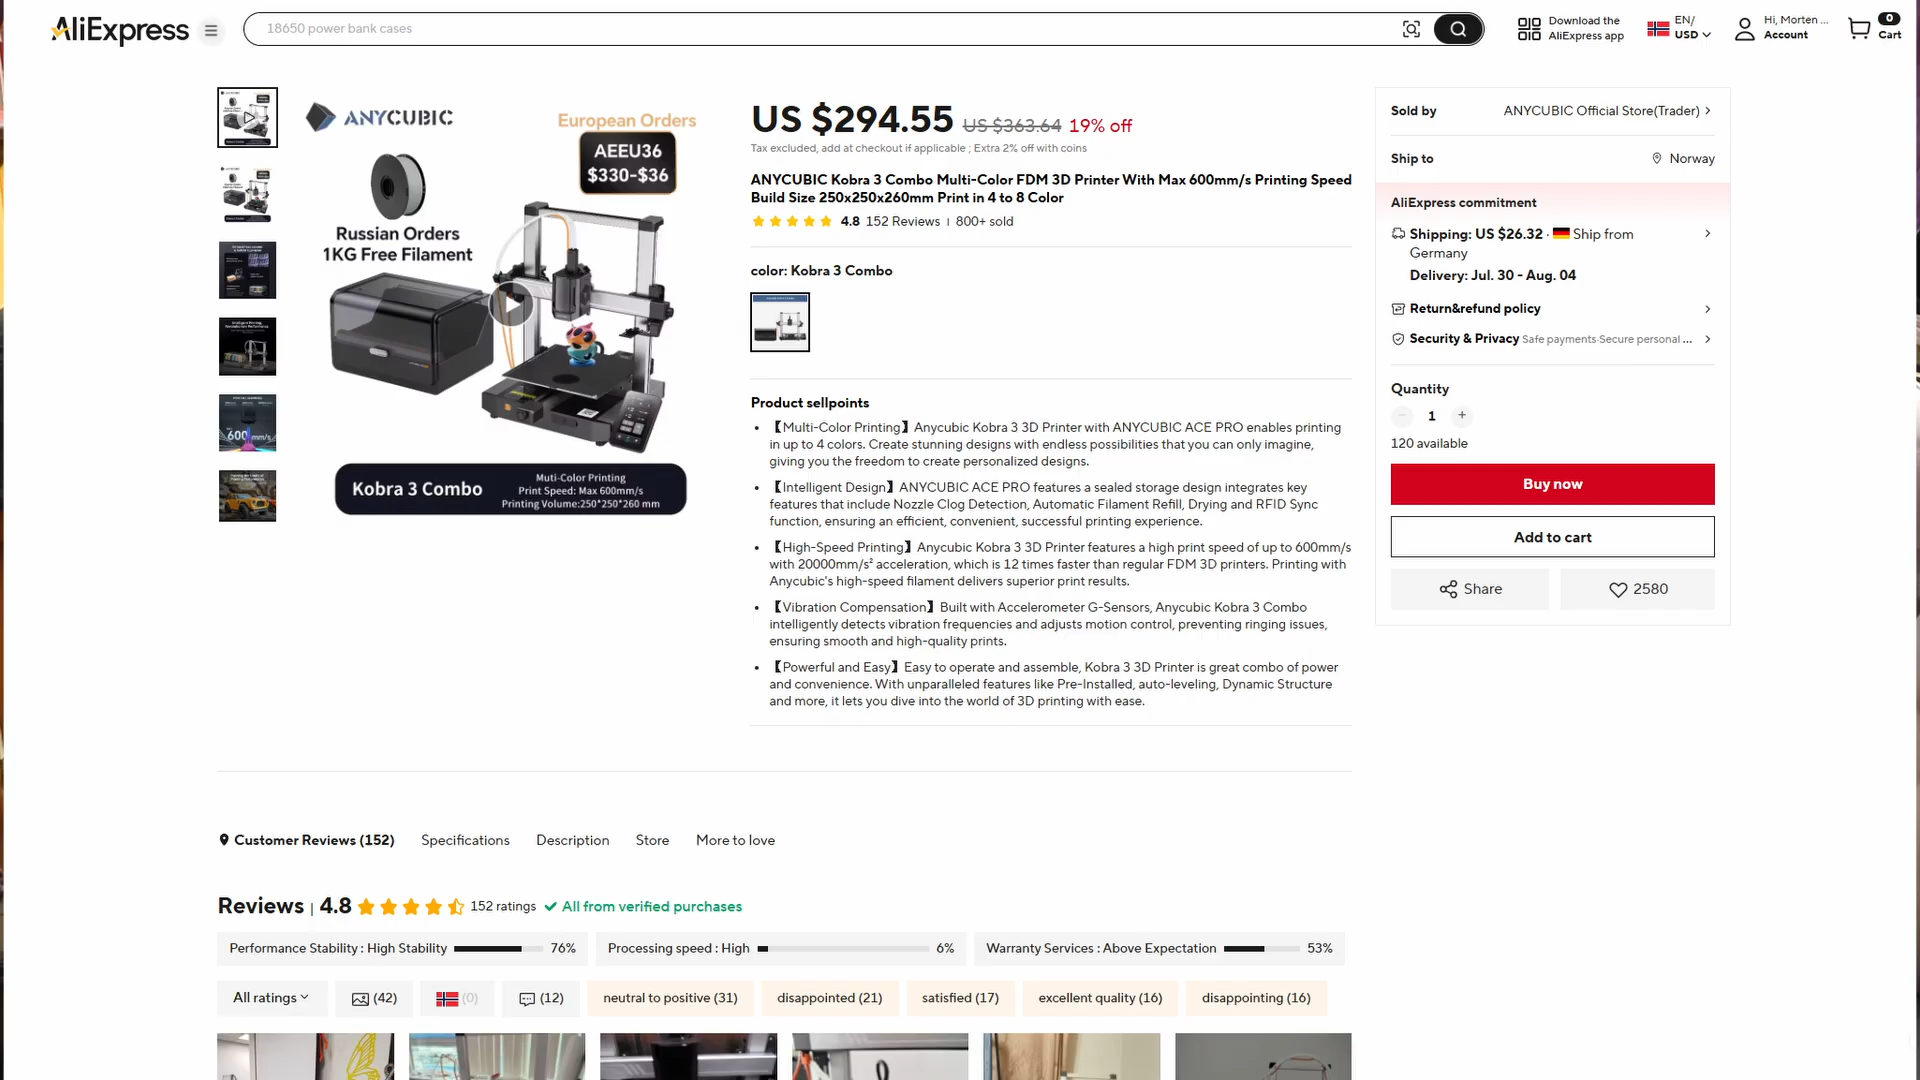 AliExpress
18650 power bank cases
Download the
AliExpress app
EN/
USD
Hi, Morten ...
Account
0
Cart
ANYCUBIC
European Orders
AEEU36
$330-$36
Russian Orders
1KG Free Filament
Kobra 3 Combo
Muti-Color Printing
Print Speed: Max 600mm/s
Printing Volume:250*250*260 mm
US $294.55 US $363.64 19% off
Tax excluded, add at checkout if applicable ; Extra 2% off with coins
ANYCUBIC Kobra 3 Combo Multi-Color FDM 3D Printer With Max 600mm/s Printing Speed
Build Size 250x250x260mm Print in 4 to 8 Color
4.8 152 Reviews 800+ sold
color: Kobra 3 Combo
Product sellpoints
• 【Multi-Color Printing】Anycubic Kobra 3 3D Printer with ANYCUBIC ACE PRO enables printing
in up to 4 colors. Create stunning designs with endless possibilities that you can only imagine,
giving you the freedom to create personalized designs.
• 【Intelligent Design】ANYCUBIC ACE PRO features a sealed storage design integrates key
features that include Nozzle Clog Detection, Automatic Filament Refill, Drying and RFID Sync
function, ensuring an efficient, convenient, successful printing experience.
• 【High-Speed Printing】Anycubic Kobra 3 3D Printer features a high print speed of up to 600mm/s
with 20000mm/s² acceleration, which is 12 times faster than regular FDM 3D printers. Printing with
Anycubic's high-speed filament delivers superior print results.
• 【Vibration Compensation】Built with Accelerometer G-Sensors, Anycubic Kobra 3 Combo
intelligently detects vibration frequencies and adjusts motion control, preventing ringing issues,
ensuring smooth and high-quality prints.
• 【Powerful and Easy】Easy to operate and assemble, Kobra 3 3D Printer is great combo of power
and convenience. With unparalleled features like Pre-Installed, auto-leveling, Dynamic Structure
and more, it lets you dive into the world of 3D printing with ease.
Sold by ANYCUBIC Official Store(Trader)
Ship to Norway
AliExpress commitment
Shipping: US $26.32 · Ship from
Germany
Delivery: Jul. 30 - Aug. 04
Return&refund policy
Security & Privacy Safe payments·Secure personal ...
Quantity
1
120 available
Buy now
Add to cart
Share 2580
Customer Reviews (152) Specifications Description Store More to love
Reviews | 4.8 152 ratings All from verified purchases
Performance Stability : High Stability 76% Processing speed : High 6% Warranty Services : Above Expectation 53%
All ratings (42) (0) (12) neutral to positive (31) disappointed (21) satisfied (17) excellent quality (16) disappointing (16)